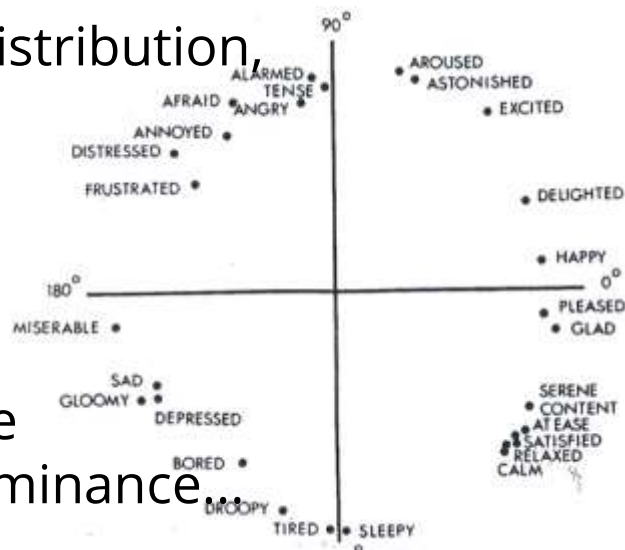 istribution,
90°
AROUSED
ALARMED
ASTONISHED
TENSE
AFRAID
ANGRY
EXCITED
ANNOYED
DISTRESSED
FRUSTRATED
DELIGHTED
HAPPY
180°
0°
PLEASED
MISERABLE
GLAD
SAD
SERENE
GLOOMY
CONTENT
e
DEPRESSED
AT EASE
SATISFIED
BORED
RELAXED
CALM
minance...
DROOPY
TIRED
SLEEPY